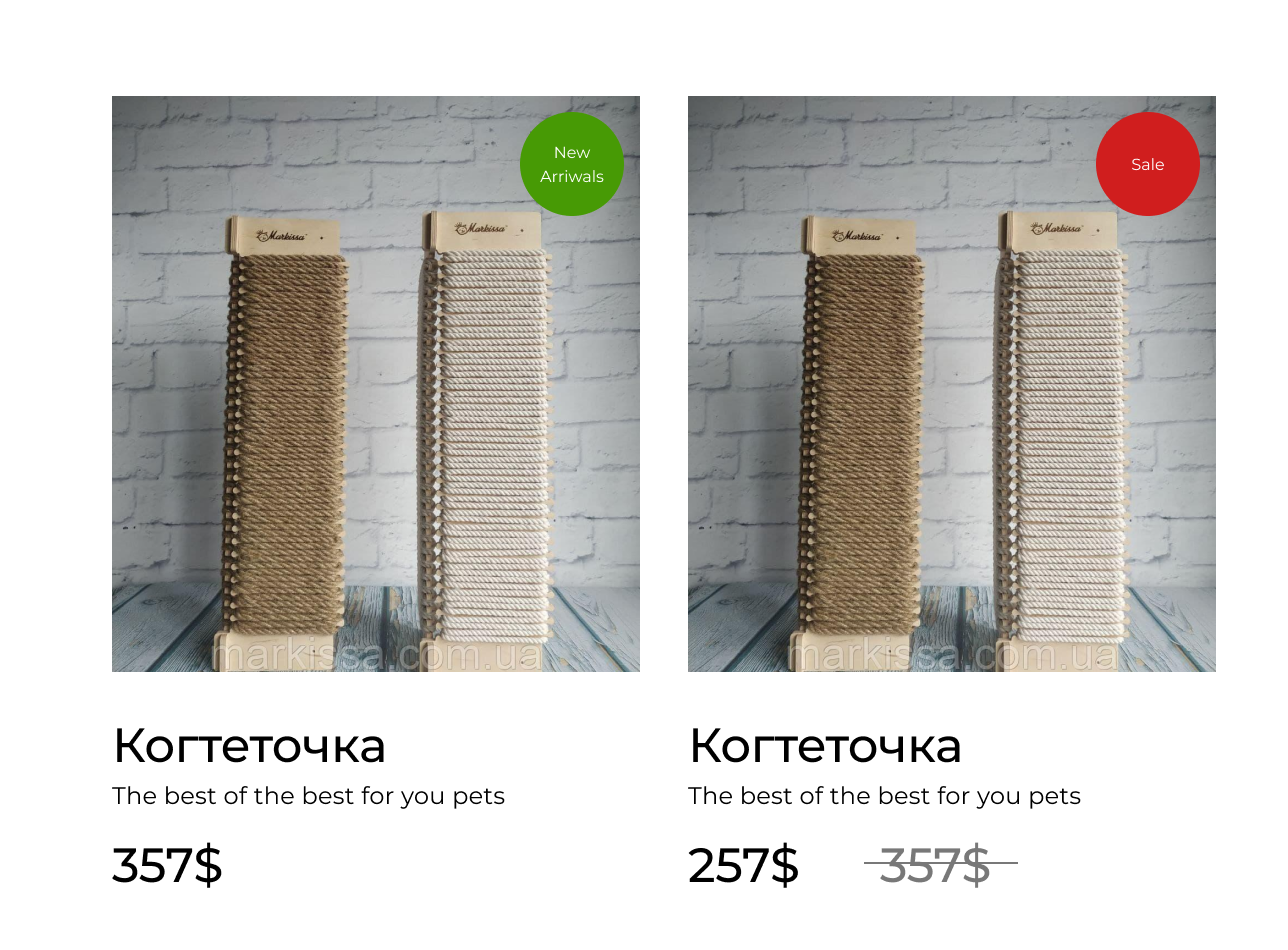 New
Arriwals
Sale
Markissa
Markissa
Markissa
Markissa
markissa.com.ua
markissa.com.ua
Когтеточка
Когтеточка
The best of the best for you pets
The best of the best for you pets
357$
257$ 357$